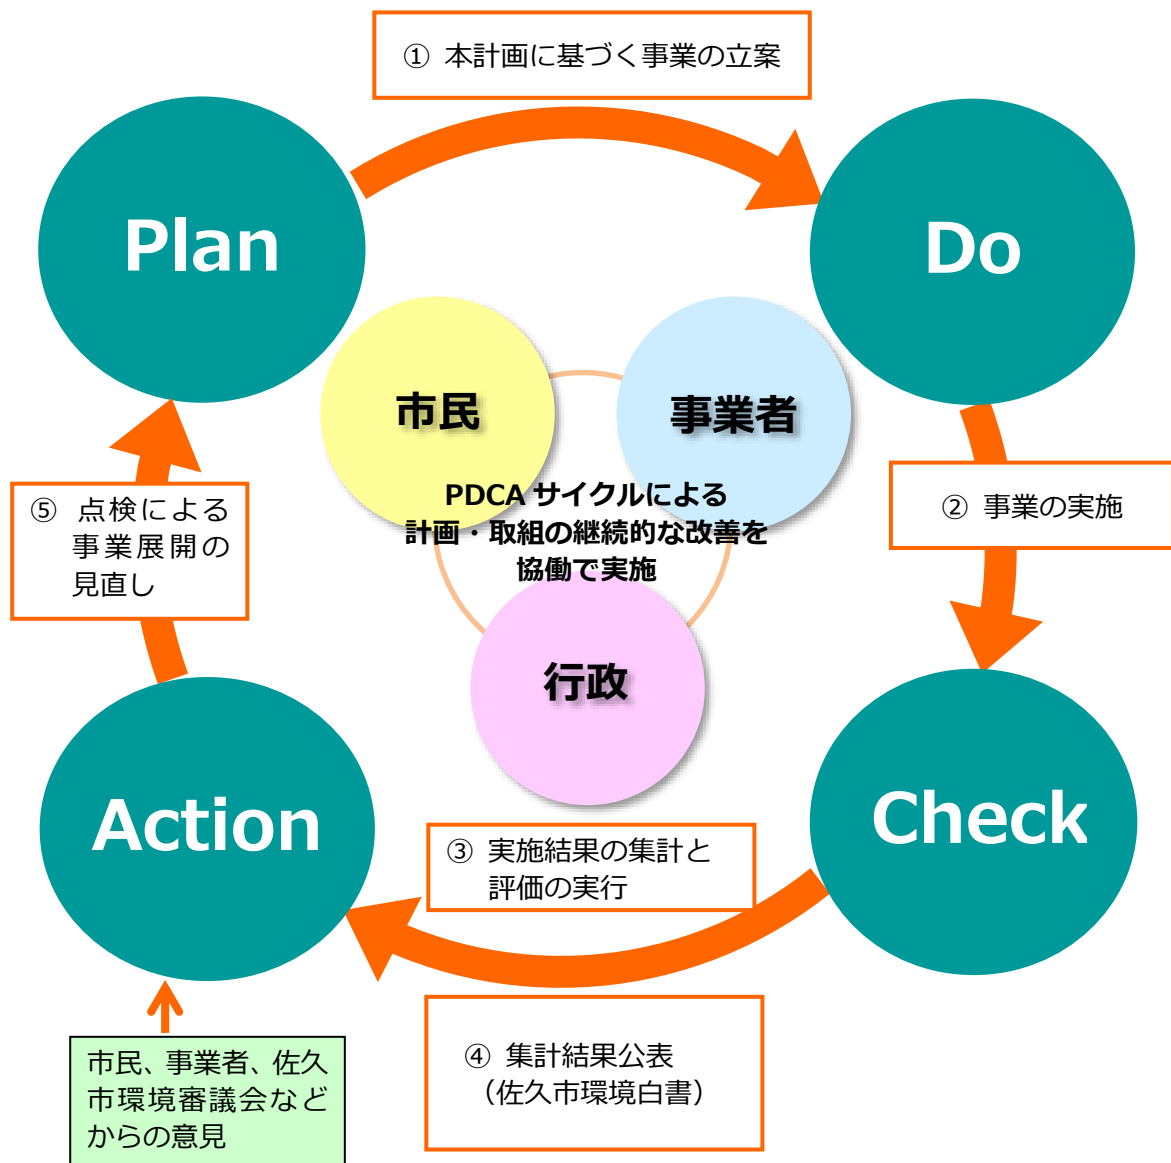 ① 本計画に基づく事業の立案
Plan
Do
市民
事業者
PDCA サイクルによる
計画・取組の継続的な改善を
協働で実施
行政
② 事業の実施
⑤ 点検による
事業展開の
見直し
Action
Check
③ 実施結果の集計と
評価の実行
④ 集計結果公表
（佐久市環境白書）
市民、事業者、佐久
市環境審議会など
からの意見